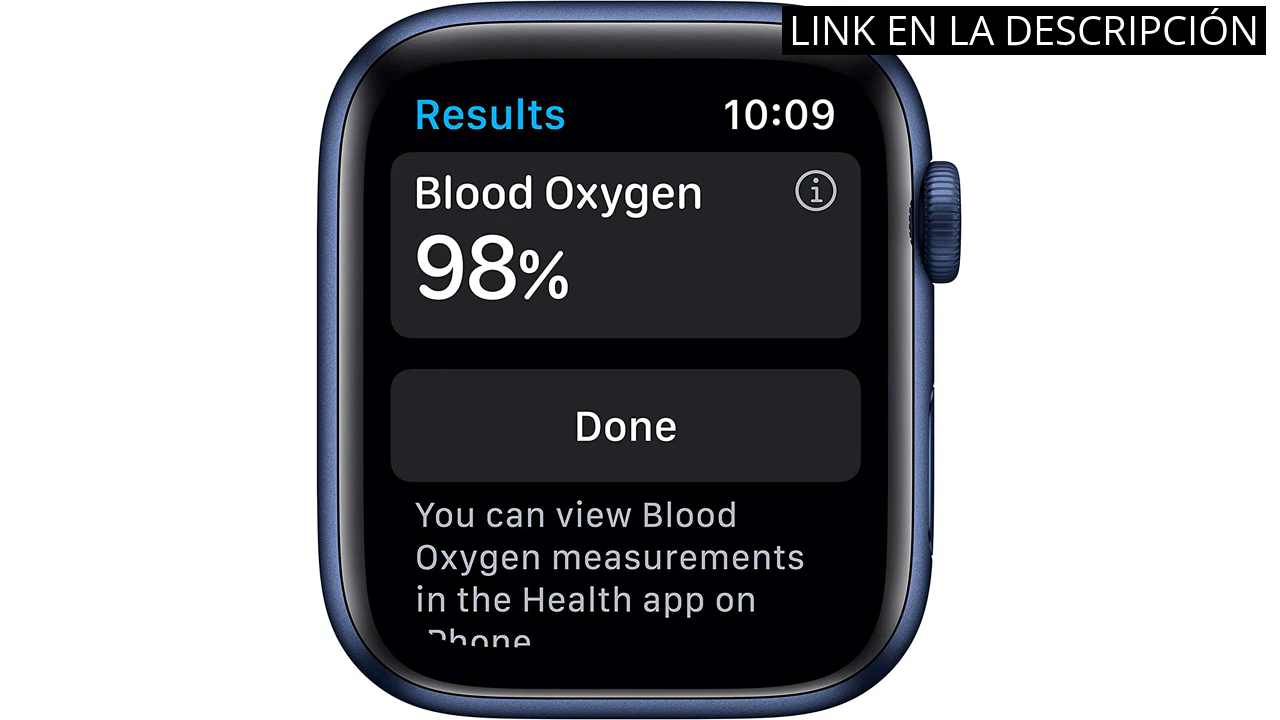 LINK EN LA DESCRIPCIÓN
Results 10:09
Blood Oxygen
98%
Done
You can view Blood
Oxygen measurements
in the Health app on